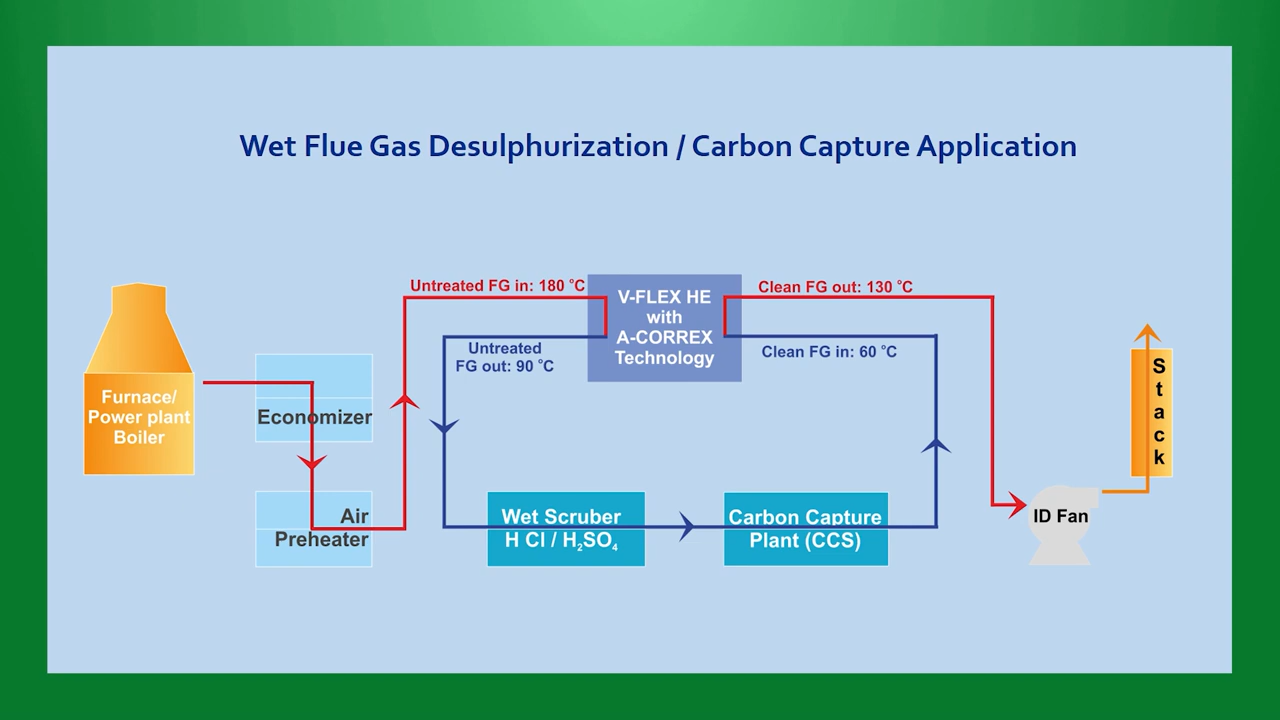 Wet Flue Gas Desulphurization / Carbon Capture Application
Untreated FG in: 180 °C
V-FLEX HE
with
A-CORREX
Technology
Clean FG out: 130 °C
Untreated
FG out: 90 °C
Clean FG in: 60 °C
Furnace/
Power plant
Boiler
Economizer
Air
Preheater
Wet Scruber
H Cl / H₂SO₄
Carbon Capture
Plant (CCS)
ID Fan
S
t
a
c
k